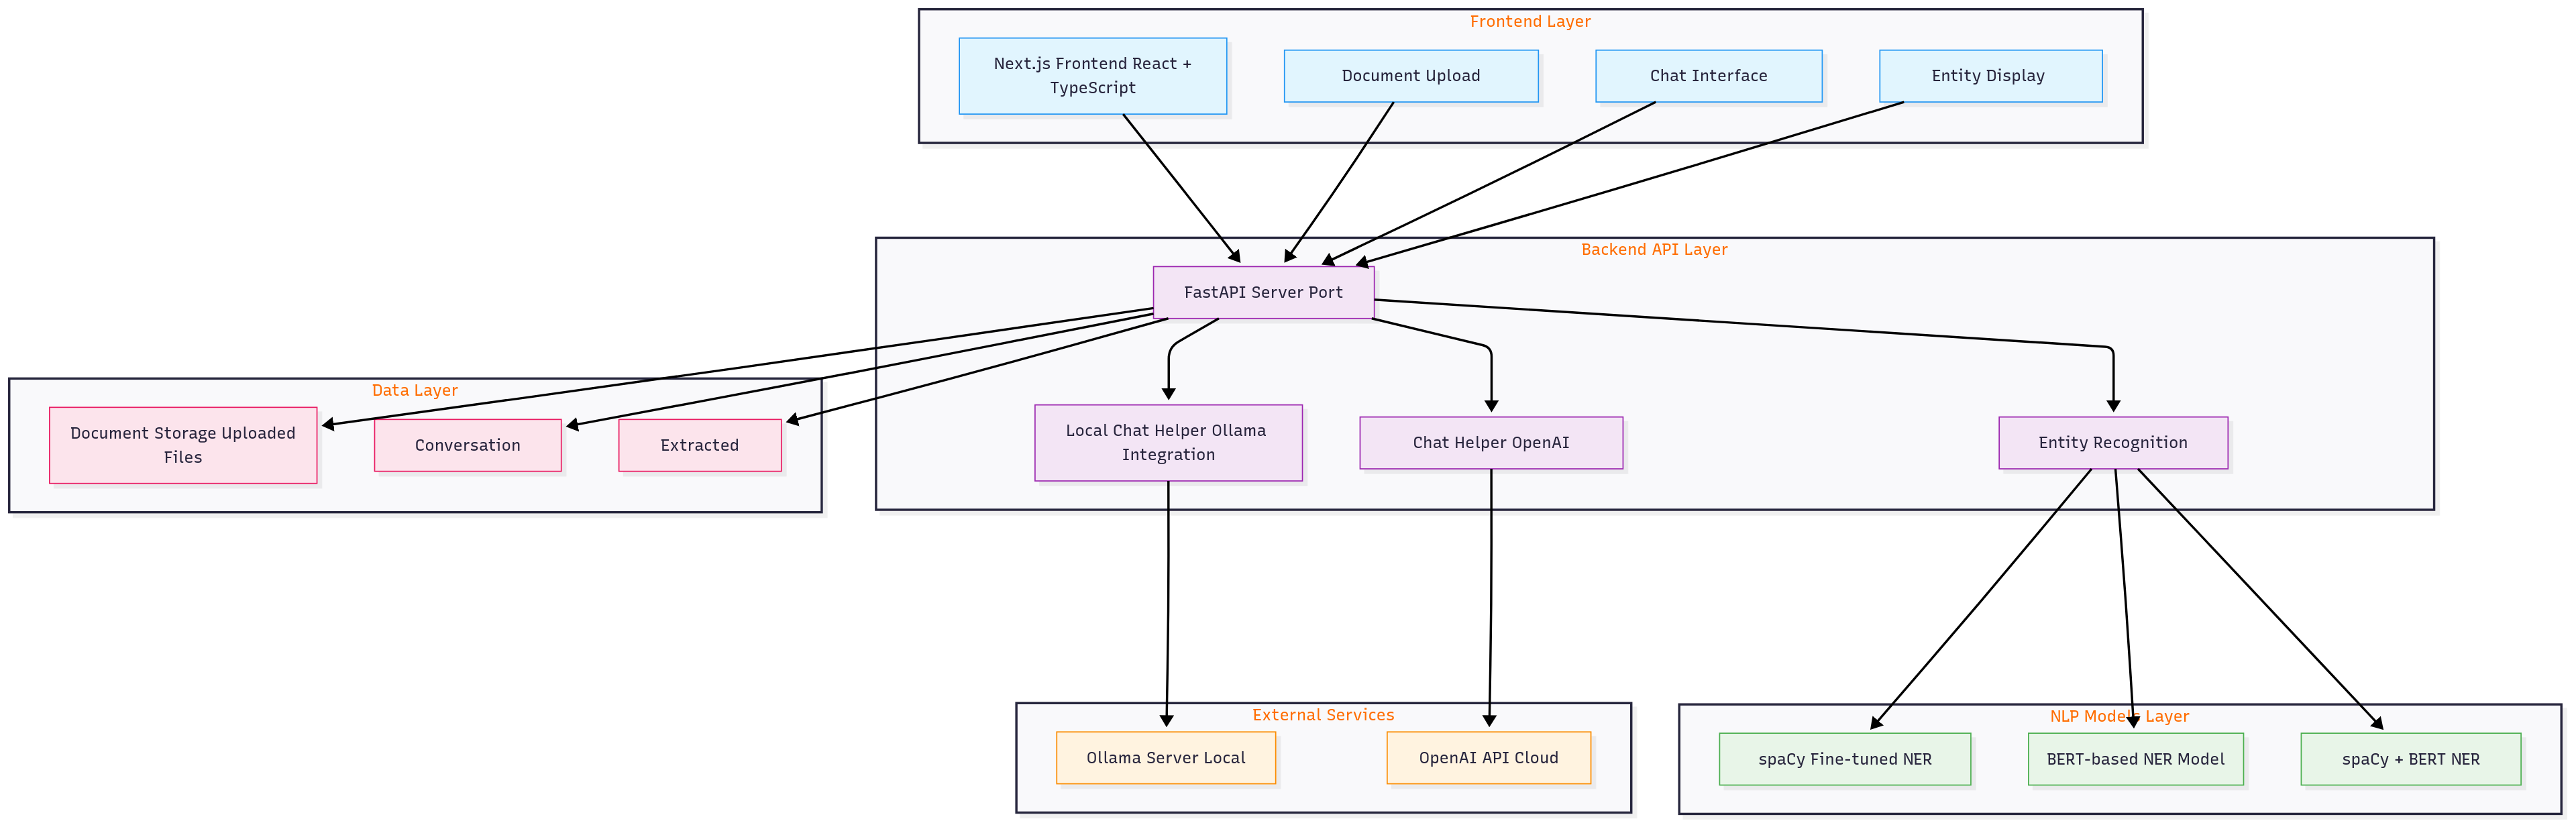 Frontend Layer
Next.js Frontend React +
TypeScript
Document Upload
Chat Interface
Entity Display
Backend API Layer
FastAPI Server Port
Data Layer
Document Storage Uploaded
Files
Conversation
Extracted
Local Chat Helper Ollama
Integration
Chat Helper OpenAI
Entity Recognition
External Services
Ollama Server Local
OpenAI API Cloud
NLP Models Layer
spaCy Fine-tuned NER
BERT-based NER Model
spaCy + BERT NER